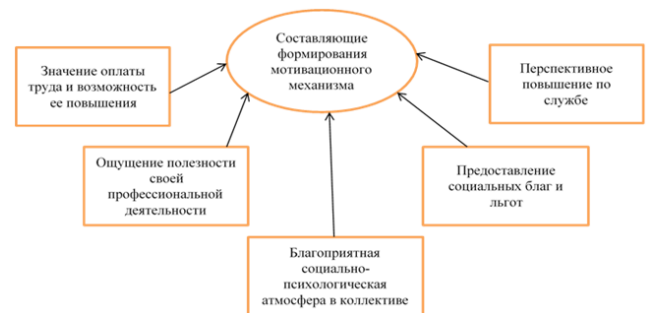 Составляющие
формирования
мотивационного
механизма
Значение оплаты
труда и возможность
ее повышения
Перспективное
повышение по
службе
Ощущение полезности
своей
профессиональной
деятельности
Предоставление
социальных благ и
льгот
Благоприятная
социально-
психологическая
атмосфера в коллективе